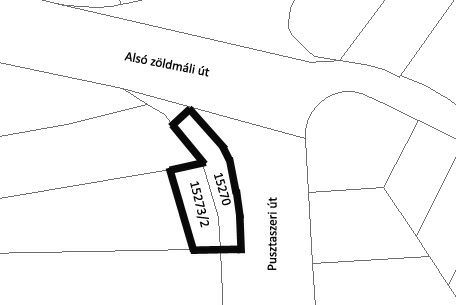 Alsó zöldmáli út
15270
15273/2
Pusztaszeri út